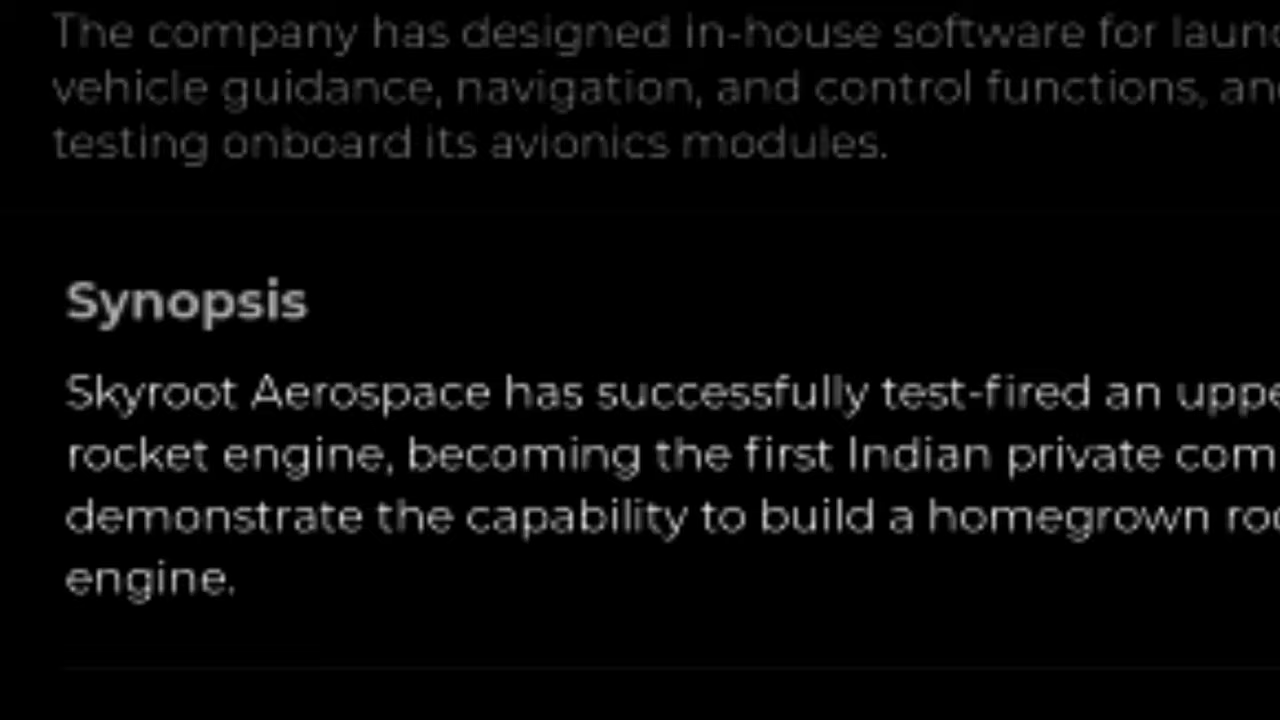 The company has designed in-house software for
vehicle guidance, navigation, and control functions,
testing onboard its avionics modules.
Synopsis
Skyroot Aerospace has successfully test-fired an
rocket engine, becoming the first Indian private
demonstrate the capability to build a homegrown
engine.